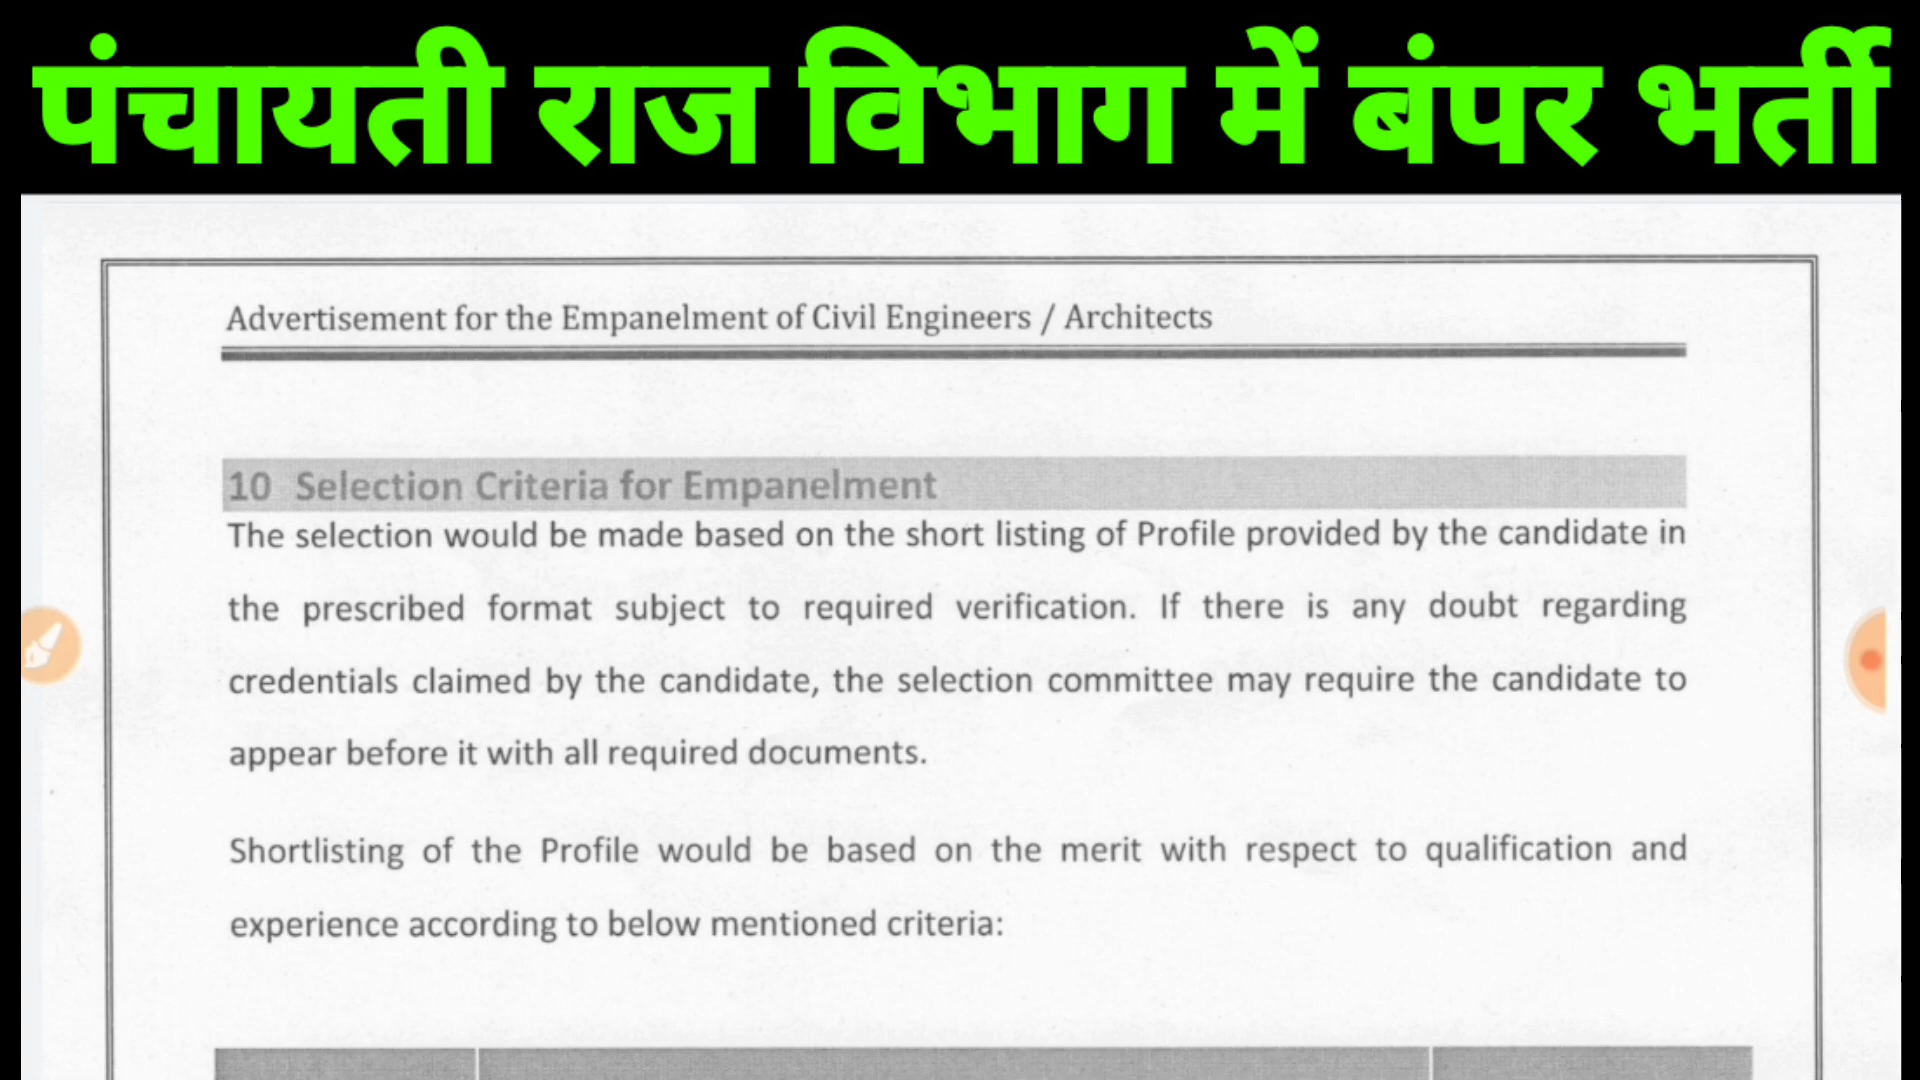 पंचायती राज विभाग में बंपर भर्ती
Advertisement for the Empanelment of Civil Engineers / Architects
10 Selection Criteria for Empanelment
The selection would be made based on the short listing of Profile provided by the candidate in
the prescribed format subject to required verification. If there is any doubt regarding
credentials claimed by the candidate, the selection committee may require the candidate to
appear before it with all required documents.
Shortlisting of the Profile would be based on the merit with respect to qualification and
experience according to below mentioned criteria: